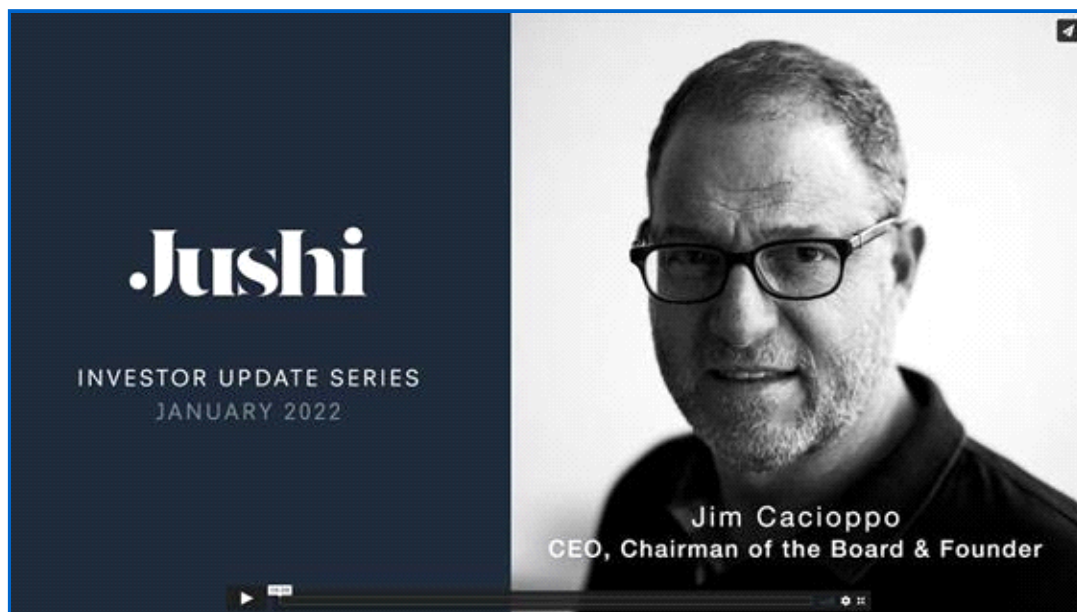 Jushi
INVESTOR UPDATE SERIES
JANUARY 2022
Jim Cacioppo
CEO, Chairman of the Board & Founder